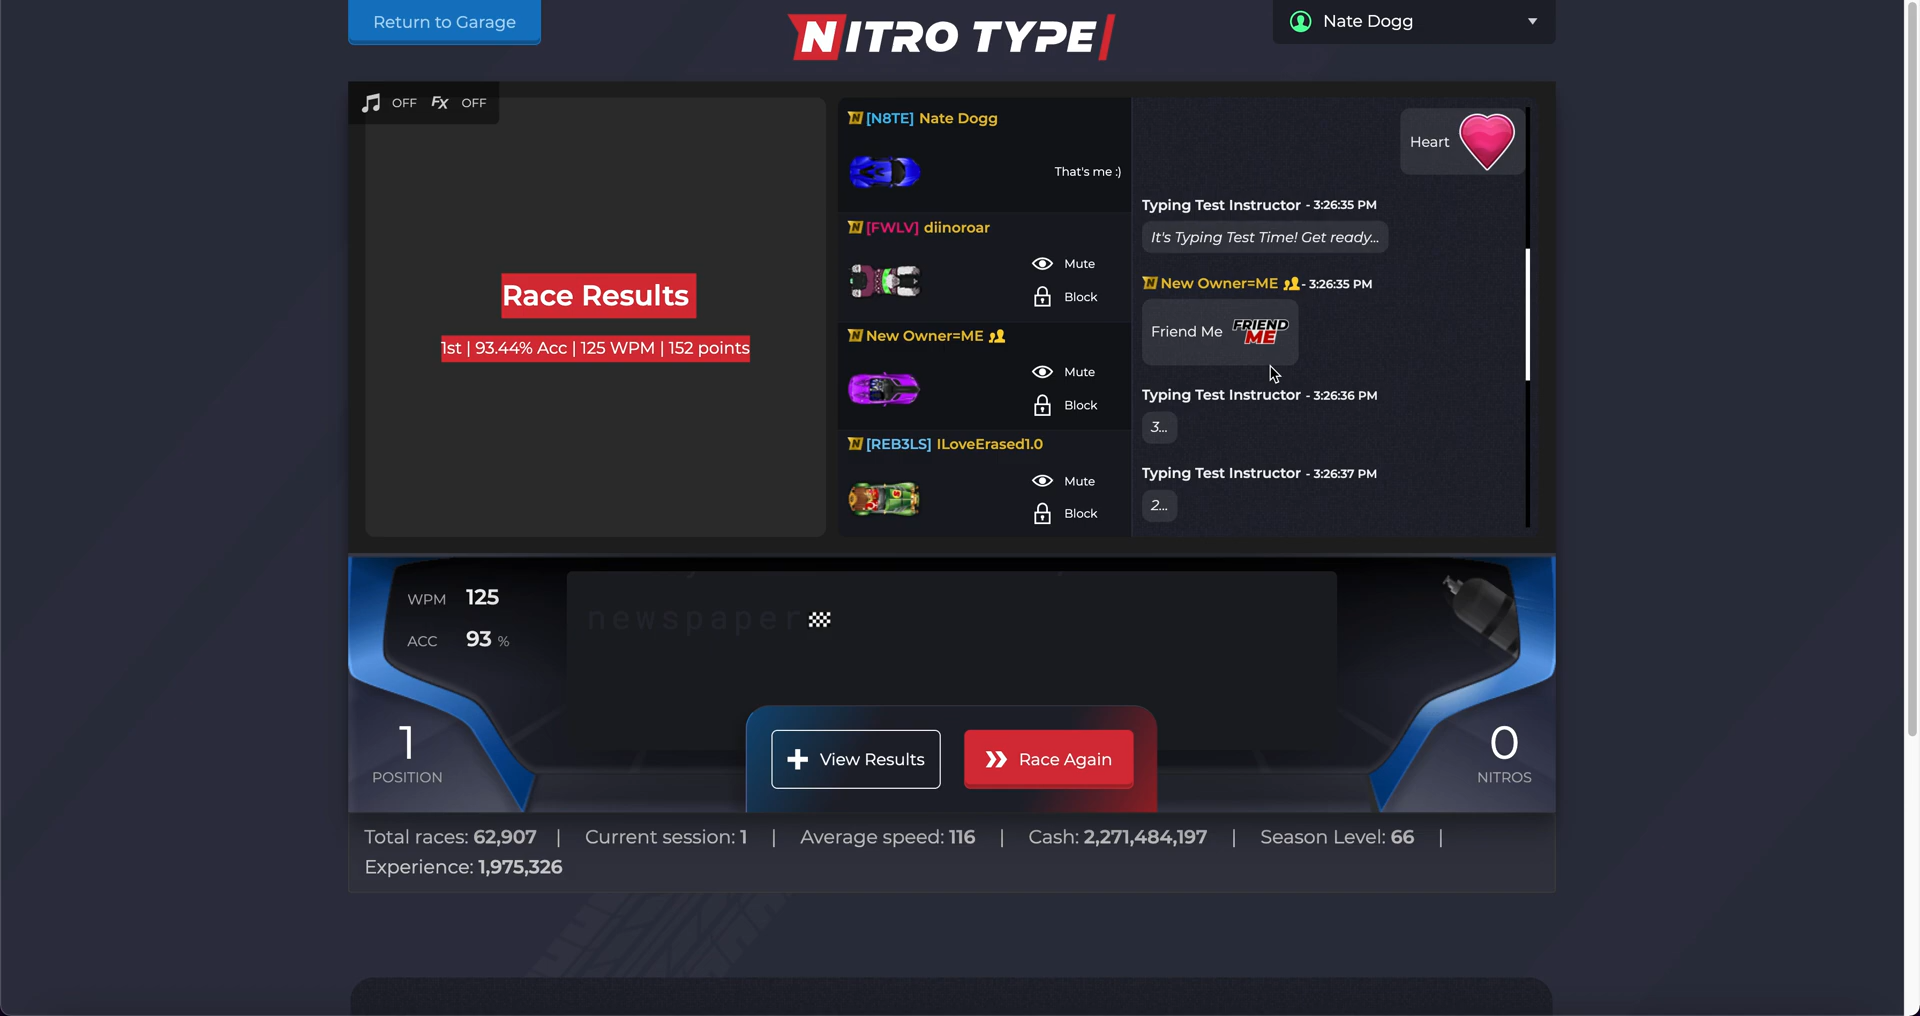 Return to Garage
NITRO TYPE
Nate Dogg
OFF FX OFF
Race Results
1st | 93.44% Acc | 125 WPM | 152 points
N [N8TE] Nate Dogg
That's me :)
N [FWLV] diinoroar
Mute
Block
N New Owner=ME
Mute
Block
N [REB3LS] ILoveErased1.0
Mute
Block
Heart
Typing Test Instructor - 3:26:35 PM
It's Typing Test Time! Get ready...
N New Owner=ME - 3:26:35 PM
Friend Me FRIEND ME
Typing Test Instructor - 3:26:36 PM
3...
Typing Test Instructor - 3:26:37 PM
2...
WPM 125
ACC 93 %
newspaper
1
POSITION
View Results
Race Again
0
NITROS
Total races: 62,907 | Current session: 1 | Average speed: 116 | Cash: 2,271,484,197 | Season Level: 66 |
Experience: 1,975,326